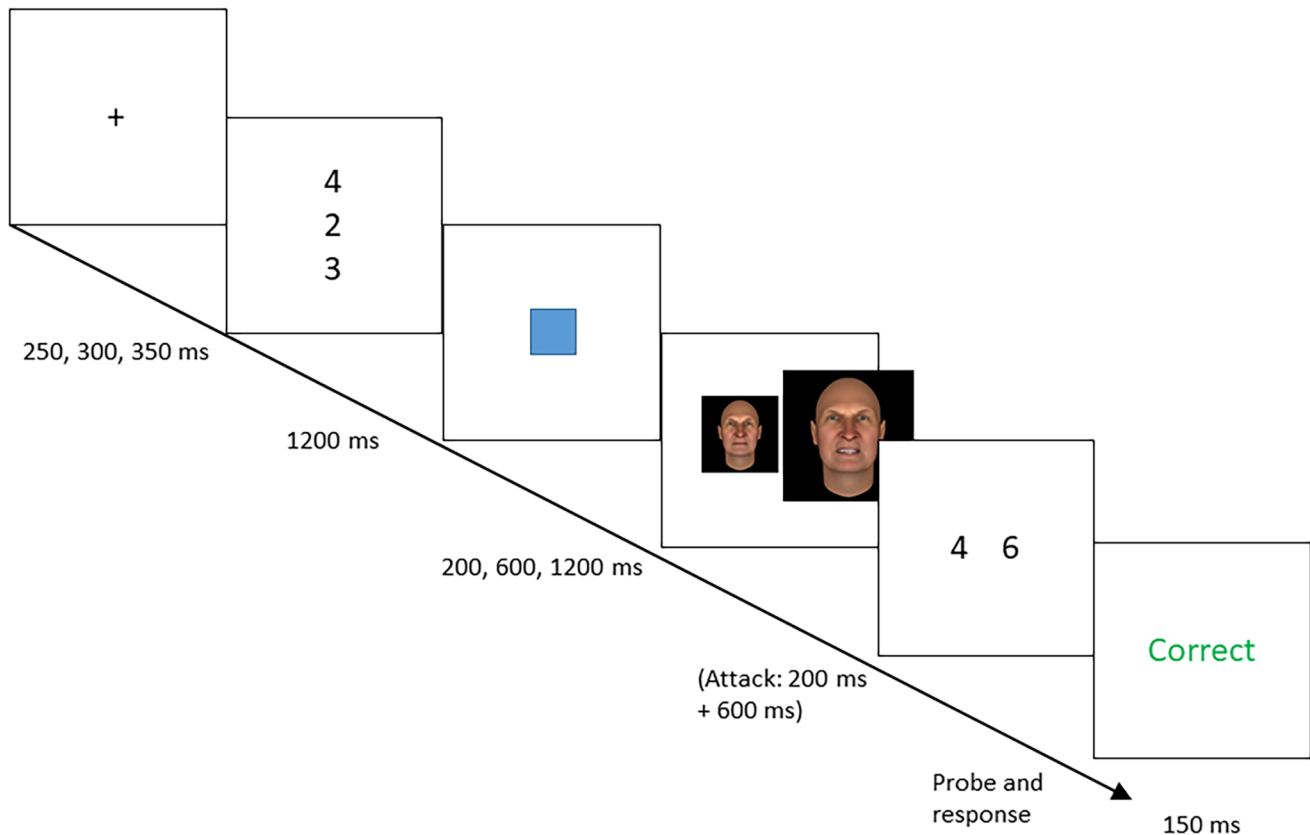 +
4
2
3
250, 300, 350 ms
1200 ms
200, 600, 1200 ms
4 6
(Attack: 200 ms
+ 600 ms)
Correct
Probe and
response
150 ms